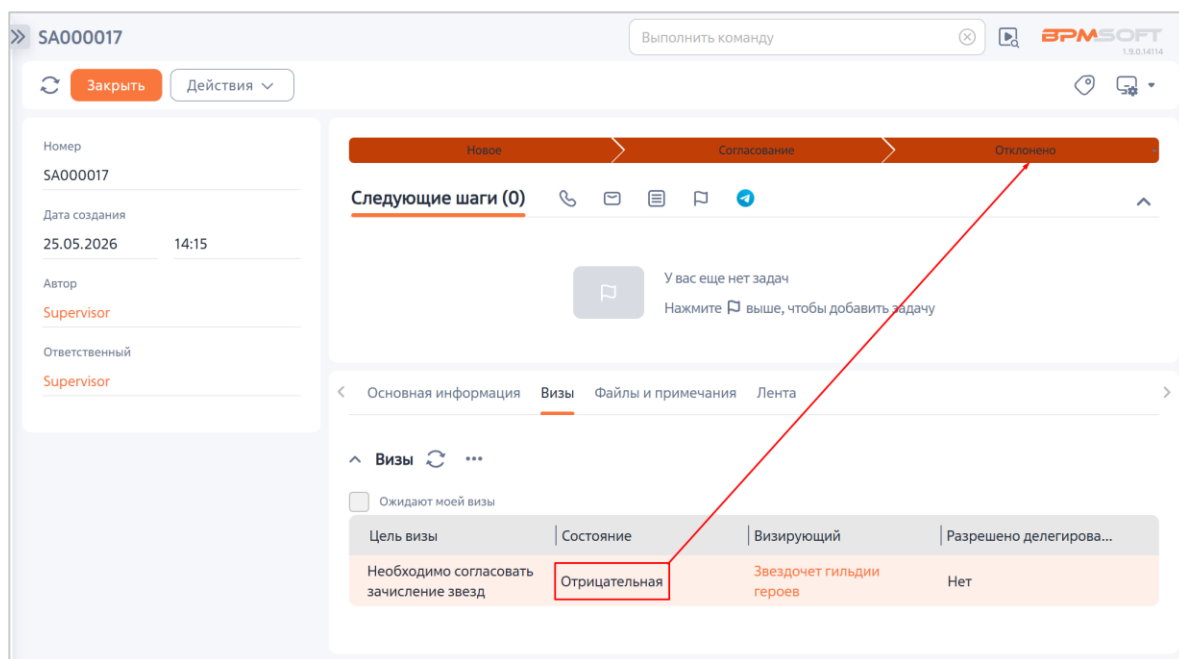 SA000017
Выполнить команду
BPMSOFT
1.9.0.14114
Закрыть
Действия
Номер
SA000017
Дата создания
25.05.2026 14:15
Автор
Supervisor
Ответственный
Supervisor
Новое
Согласование
Отклонено
Следующие шаги (0)
У вас еще нет задач
Нажмите выше, чтобы добавить задачу
Основная информация Визы Файлы и примечания Лента
Визы
Ожидают моей визы
Цель визы Состояние Визирующий Разрешено делегирова...
Необходимо согласовать
зачисление звезд
Отрицательная
Звездочет гильдии
героев
Нет